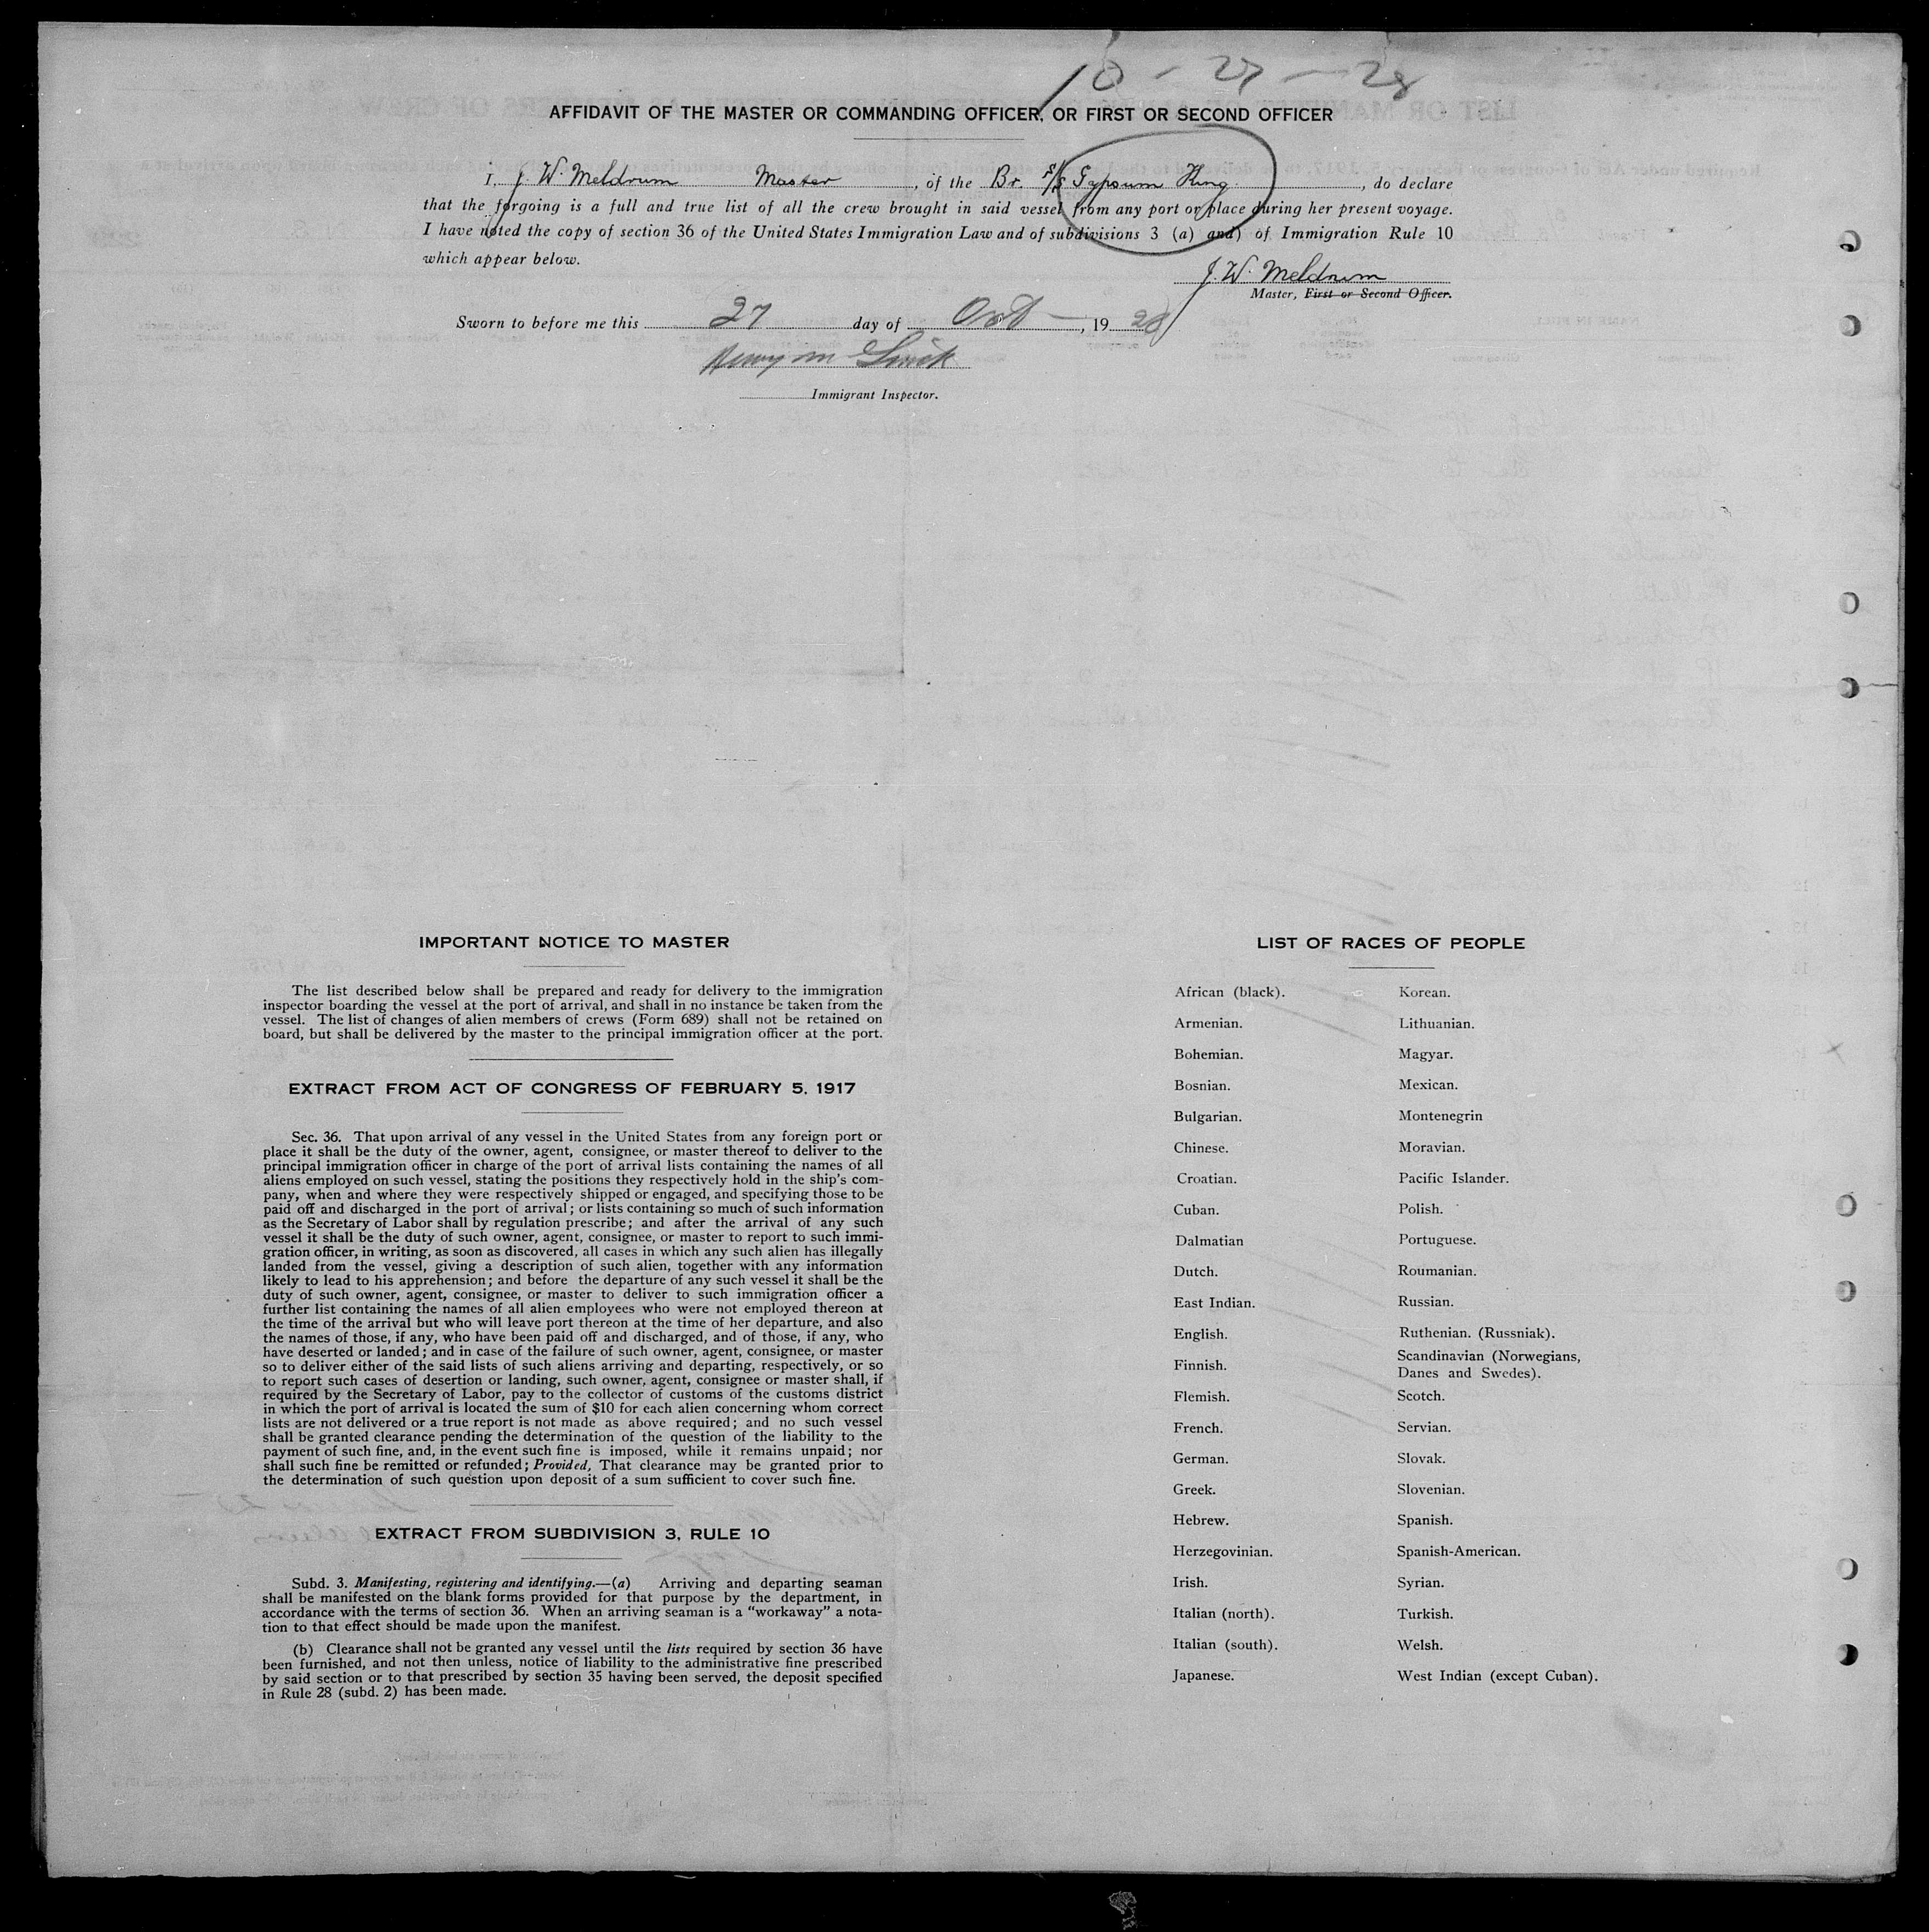 10 - 27 - 28
AFFIDAVIT OF THE MASTER OR COMMANDING OFFICER, OR FIRST OR SECOND OFFICER
I, J. W. Meldrum Master, of the Br. S/S Gypsum King, do declare
that the forgoing is a full and true list of all the crew brought in said vessel from any port or place during her present voyage.
I have noted the copy of section 36 of the United States Immigration Law and of subdivisions 3 (a) and) of Immigration Rule 10
which appear below.
J. W. Meldrum
Master, First or Second Officer.
Sworn to before me this 27 day of Oct, 1928
Henry M
Immigrant Inspector.
IMPORTANT NOTICE TO MASTER
The list described below shall be prepared and ready for delivery to the immigration
inspector boarding the vessel at the port of arrival, and shall in no instance be taken from the
vessel. The list of changes of alien members of crews (Form 689) shall not be retained on
board, but shall be delivered by the master to the principal immigration officer at the port.
EXTRACT FROM ACT OF CONGRESS OF FEBRUARY 5, 1917
Sec. 36. That upon arrival of any vessel in the United States from any foreign port or
place it shall be the duty of the owner, agent, consignee, or master thereof to deliver to the
principal immigration officer in charge of the port of arrival lists containing the names of all
aliens employed on such vessel, stating the positions they respectively hold in the ship's com-
pany, when and where they were respectively shipped or engaged, and specifying those to be
paid off and discharged in the port of arrival; or lists containing so much of such information
as the Secretary of Labor shall by regulation prescribe; and after the arrival of any such
vessel it shall be the duty of such owner, agent, consignee, or master to report to such immi-
gration officer, in writing, as soon as discovered, all cases in which any such alien has illegally
landed from the vessel, giving a description of such alien, together with any information
likely to lead to his apprehension; and before the departure of any such vessel it shall be the
duty of such owner, agent, consignee, or master to deliver to such immigration officer a
further list containing the names of all alien employees who were not employed thereon at
the time of the arrival but who will leave port thereon at the time of her departure, and also
the names of those, if any, who have been paid off and discharged, and of those, if any, who
have deserted or landed; and in case of the failure of such owner, agent, consignee, or master
so to deliver either of the said lists of such aliens arriving and departing, respectively, or so
to report such cases of desertion or landing, such owner, agent, consignee or master shall, if
required by the Secretary of Labor, pay to the collector of customs of the customs district
in which the port of arrival is located the sum of $10 for each alien concerning whom correct
lists are not delivered or a true report is not made as above required; and no such vessel
shall be granted clearance pending the determination of the question of the liability to the
payment of such fine, and, in the event such fine is imposed, while it remains unpaid; nor
shall such fine be remitted or refunded; Provided, That clearance may be granted prior to
the determination of such question upon deposit of a sum sufficient to cover such fine.
EXTRACT FROM SUBDIVISION 3, RULE 10
Subd. 3. Manifesting, registering and identifying.—(a) Arriving and departing seaman
shall be manifested on the blank forms provided for that purpose by the department, in
accordance with the terms of section 36. When an arriving seaman is a "workaway" a nota-
tion to that effect should be made upon the manifest.
(b) Clearance shall not be granted any vessel until the lists required by section 36 have
been furnished, and not then unless, notice of liability to the administrative fine prescribed
by said section or to that prescribed by section 35 having been served, the deposit specified
in Rule 28 (subd. 2) has been made.
LIST OF RACES OF PEOPLE
African (black).
Armenian.
Bohemian.
Bosnian.
Bulgarian.
Chinese.
Croatian.
Cuban.
Dalmatian
Dutch.
East Indian.
English.
Finnish.
Flemish.
French.
German.
Greek.
Hebrew.
Herzegovinian.
Irish.
Italian (north).
Italian (south).
Japanese.
Korean.
Lithuanian.
Magyar.
Mexican.
Montenegrin
Moravian.
Pacific Islander.
Polish.
Portuguese.
Roumanian.
Russian.
Ruthenian. (Russniak).
Scandinavian (Norwegians,
Danes and Swedes).
Scotch.
Servian.
Slovak.
Slovenian.
Spanish.
Spanish-American.
Syrian.
Turkish.
Welsh.
West Indian (except Cuban).